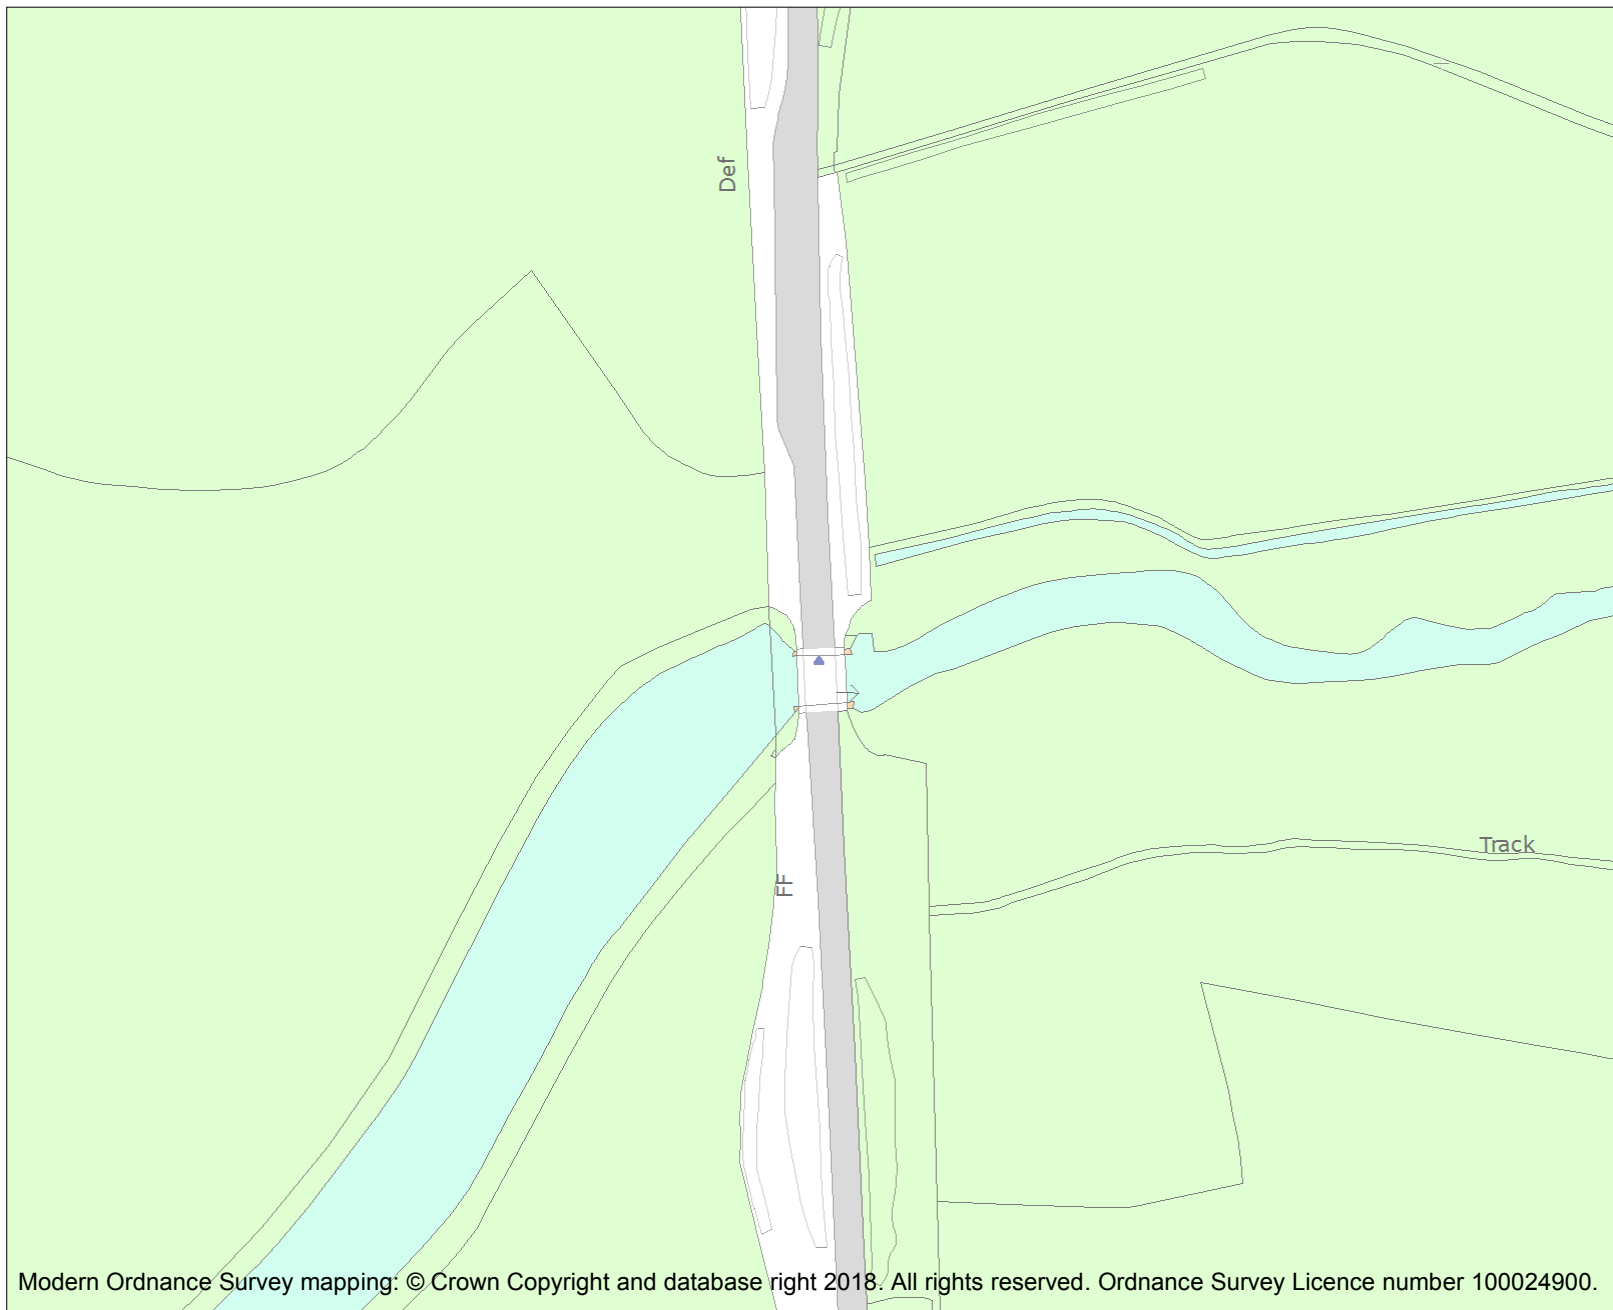 Def
FF
Track
Modern Ordnance Survey mapping: © Crown Copyright and database right 2018. All rights reserved. Ordnance Survey Licence number 100024900.